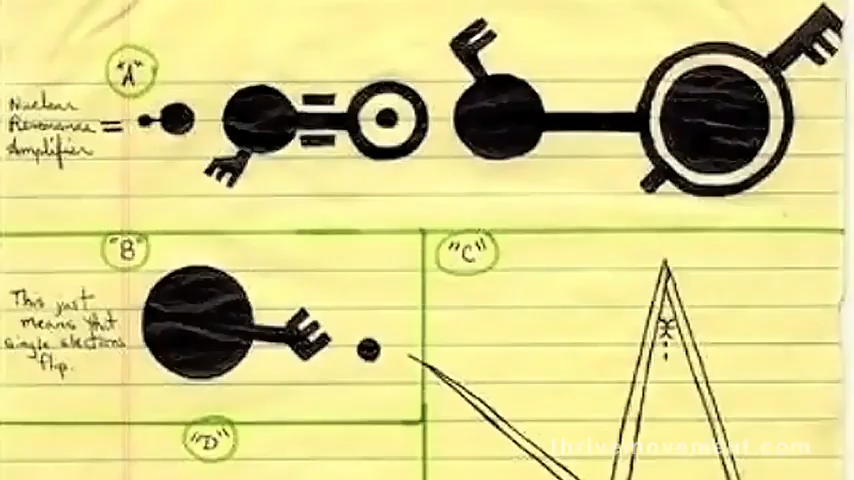 "A"
Nuclear
Resonance =
Amplifier
"B"
"C"
This just
means that
single electrons
flip.
"D"
thrivemovement.com